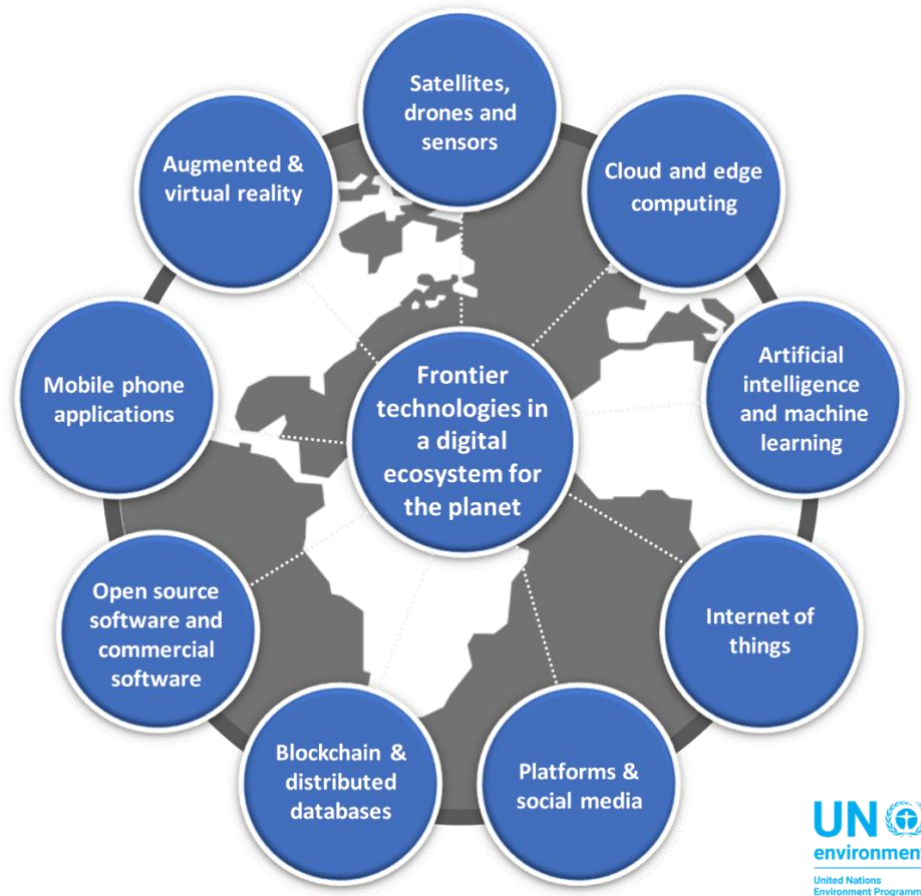 Satellites,
drones and
sensors
Cloud and edge
computing
Artificial
intelligence
and machine
learning
Internet of
things
Platforms &
social media
Blockchain &
distributed
databases
Open source
software and
commercial
software
Mobile phone
applications
Augmented &
virtual reality
Frontier
technologies in
a digital
ecosystem for
the planet
UN
environmen
United Nations
Environment Programm